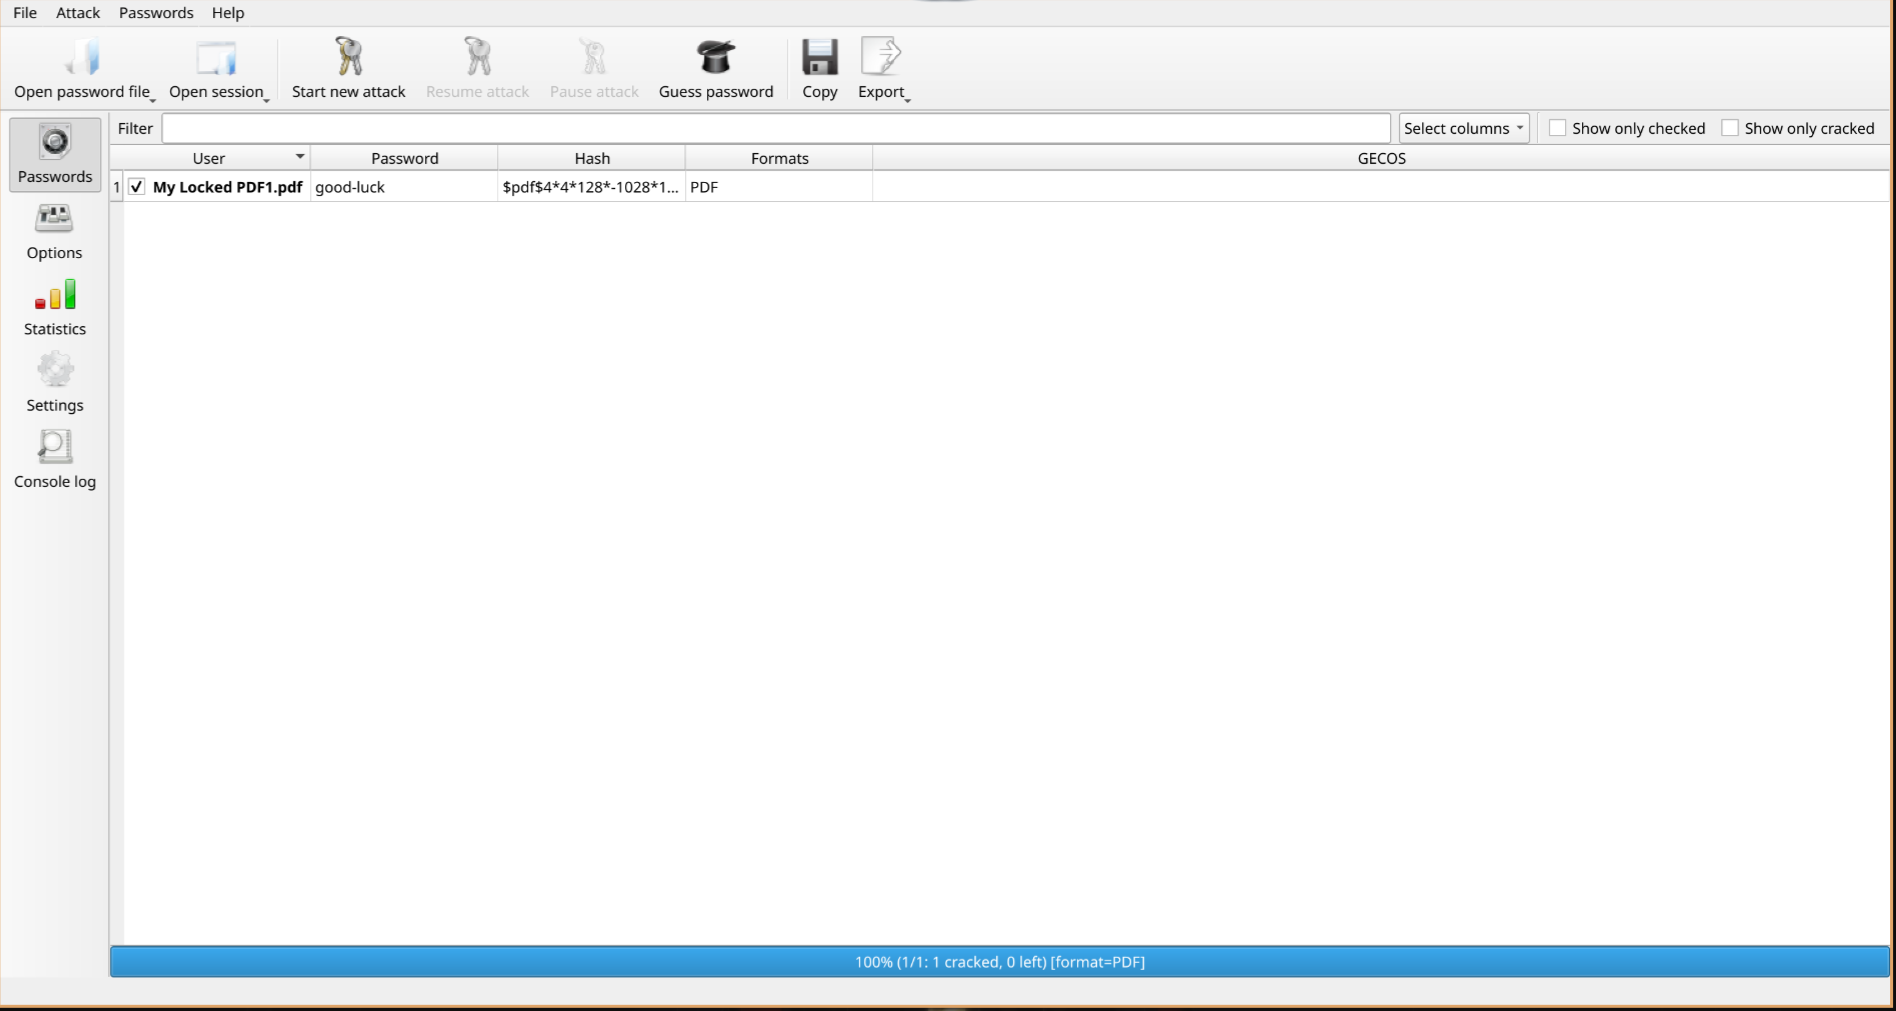 File Attack Passwords Help
Open password file Open session Start new attack Resume attack Pause attack Guess password Copy Export
Passwords
Options
Statistics
Settings
Console log
Filter Select columns Show only checked Show only cracked
User Password Hash Formats GECOS
1 My Locked PDF1.pdf good-luck $pdf$4*4*128*-1028*1... PDF
100% (1/1: 1 cracked, 0 left) [format=PDF]